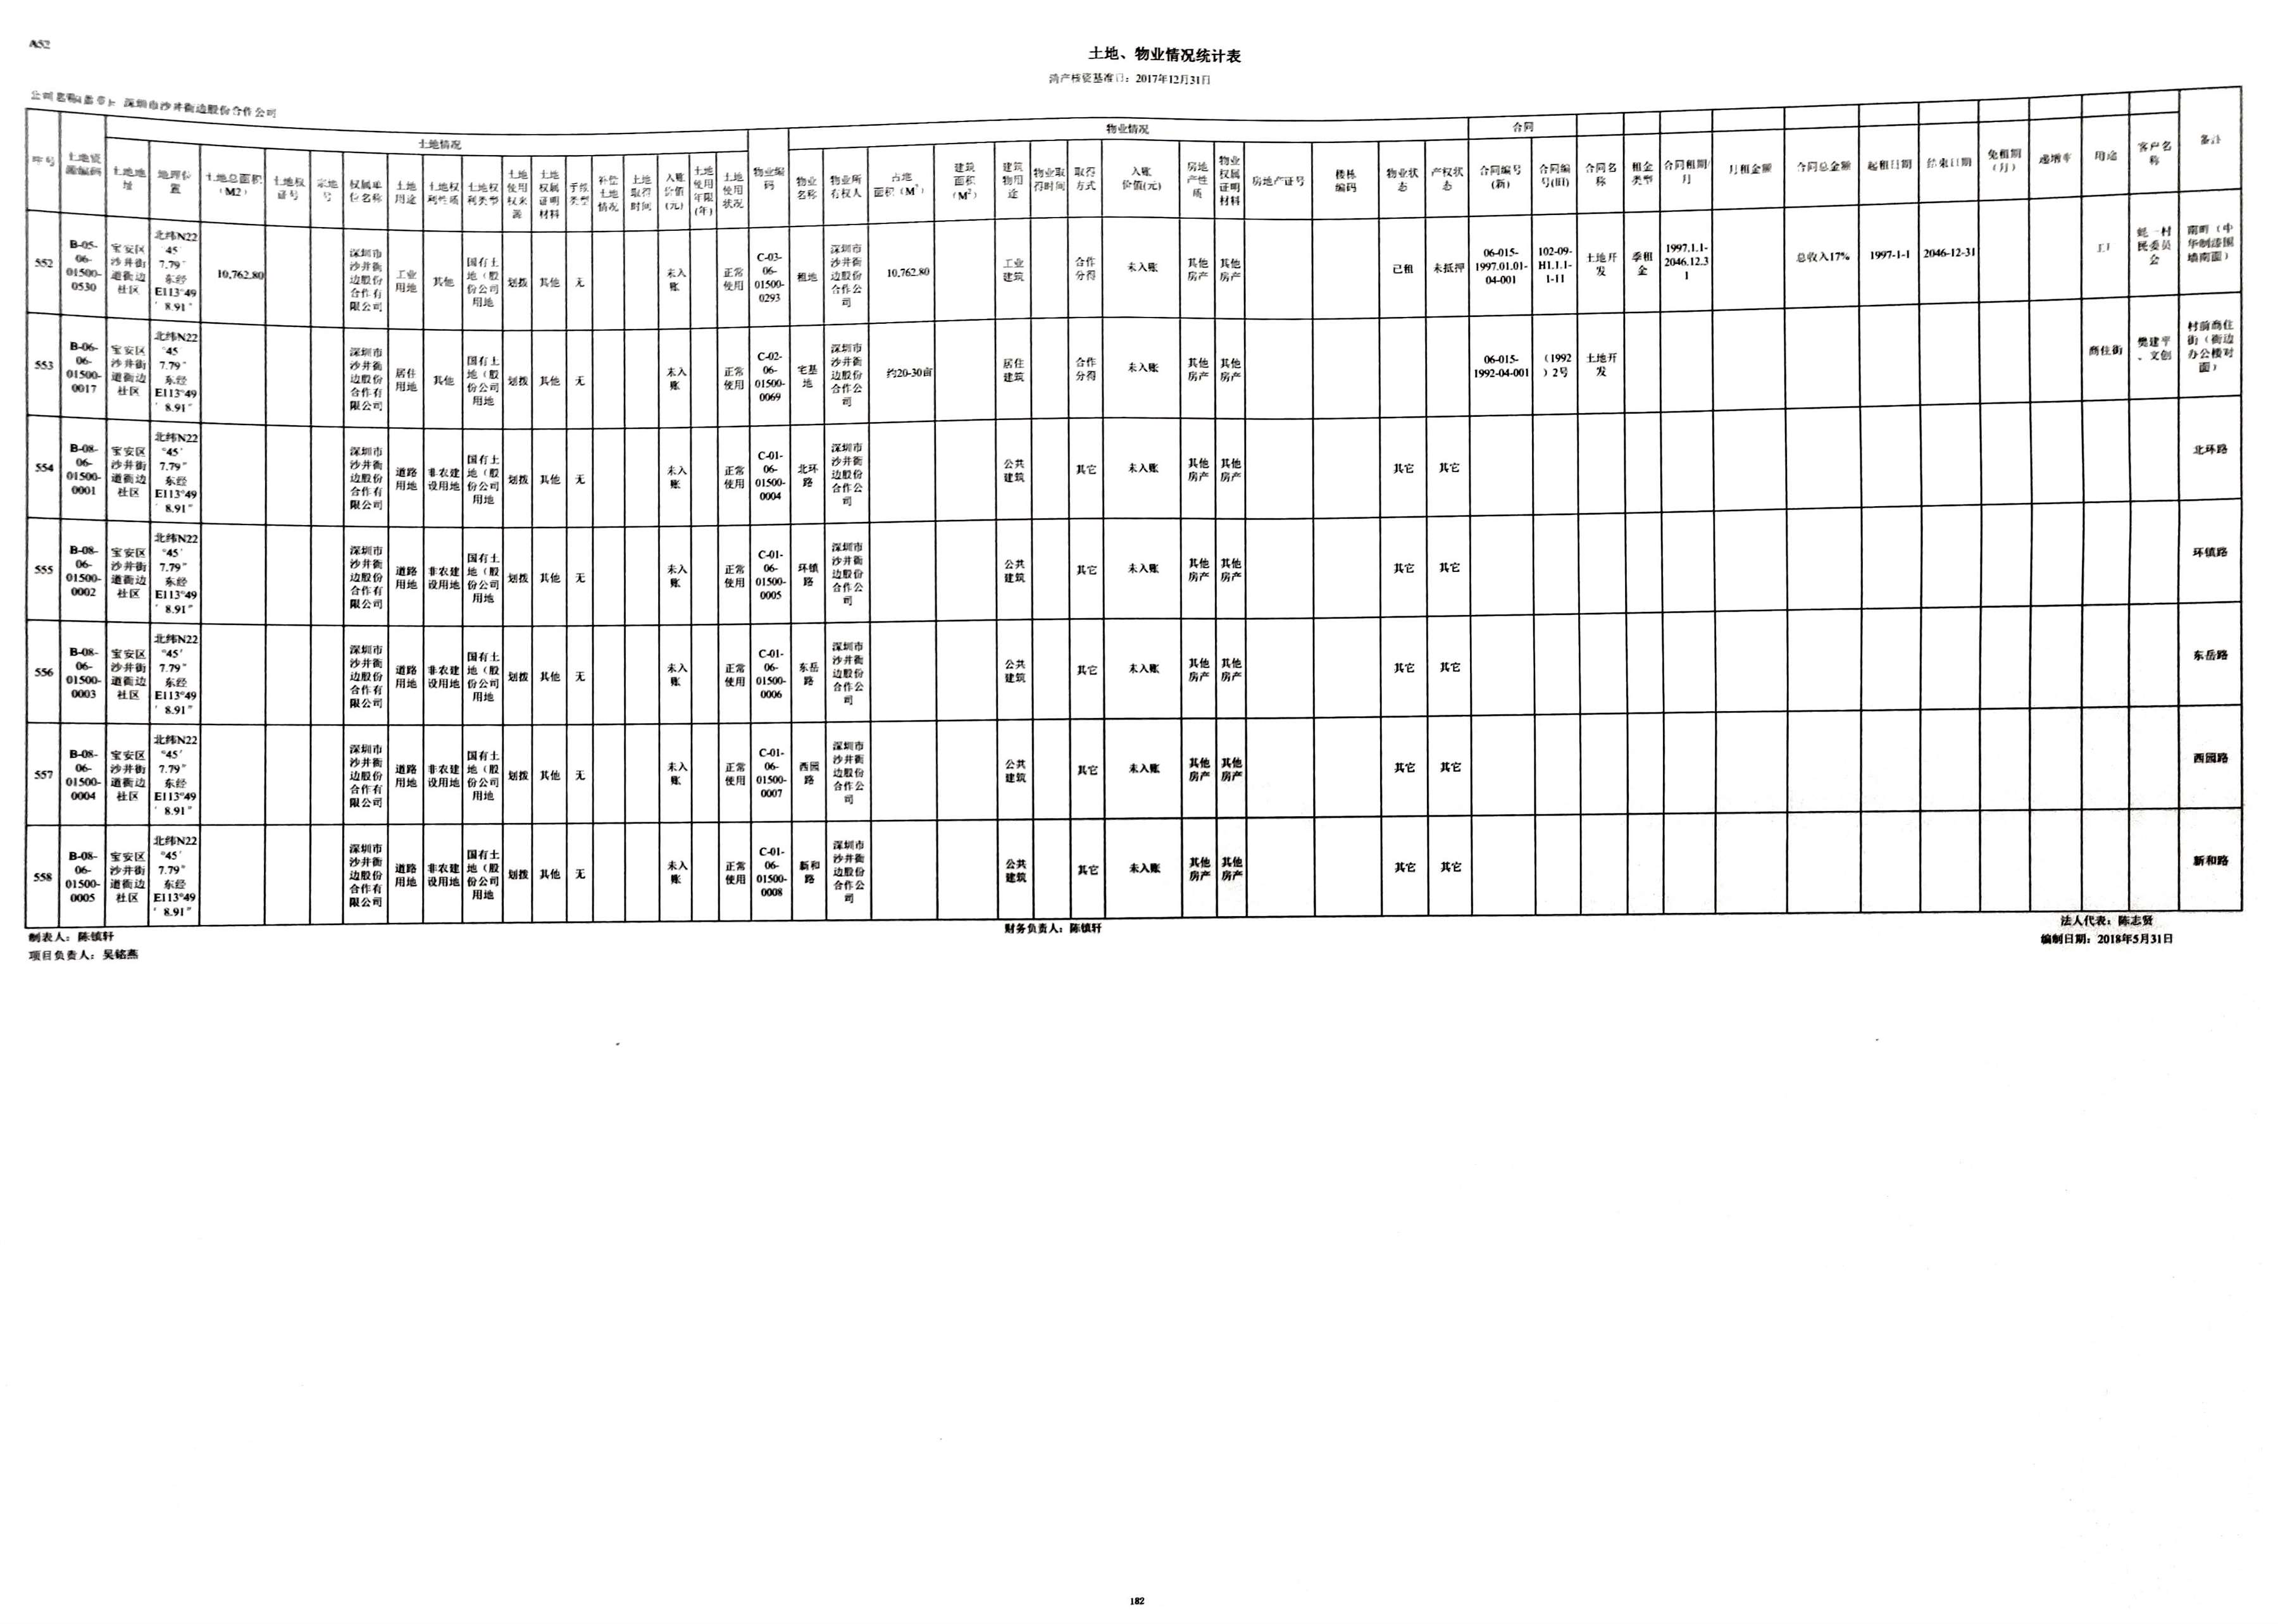 A52
土地、物业情况统计表
清产核资基准日：2017年12月31日
公司名称(盖章)：深圳市沙井衙边股份合作公司
序号 土地资源编码 土地情况 物业编码 物业情况 合同 备注
土地地址 地理位置 土地总面积（M2） 土地权证号 宗地号 权属单位名称 土地用途 土地权利性质 土地权利类型 土地使用权来源 土地权属证明材料 手续类型 补偿土地情况 土地取得时间 入账价值(元) 土地使用年限(年) 土地使用状况 物业名称 物业所有权人 占地面积（M²） 建筑面积（M²） 建筑物用途 物业取得时间 取得方式 入账价值(元) 房地产性质 物业权属证明材料 房地产证号 楼栋编码 物业状态 产权状态 合同编号(新) 合同编号(旧) 合同名称 租金类型 合同租期/月 月租金额 合同总金额 起租日期 结束日期 免租期（月） 递增率 用途 客户名称
552 B-05-06-01500-0530 宝安区沙井街道衙边社区 北纬N22°45′7.79″东经E113°49′8.91″ 10,762.80 深圳市沙井衙边股份合作有限公司 工业用地 其他 国有土地（股份公司用地 划拨 其他 无 未入账 正常使用 C-03-06-01500-0293 租地 深圳市沙井衙边股份合作公司 10,762.80 工业建筑 合作分得 未入账 其他房产 其他房产 已租 未抵押 06-015-1997.01.01-04-001 102-09-H1.1.1-1-11 土地开发 季租金 1997.1.1-2046.12.31 总收入17% 1997-1-1 2046-12-31 工厂 蚝一村民委员会 南町（中华制漆围墙南面）
553 B-06-06-01500-0017 宝安区沙井街道衙边社区 北纬N22°45′7.79″东经E113°49′8.91″ 深圳市沙井衙边股份合作有限公司 居住用地 其他 国有土地（股份公司用地 划拨 其他 无 未入账 正常使用 C-02-06-01500-0069 宅基地 深圳市沙井衙边股份合作公司 约20-30亩 居住建筑 合作分得 未入账 其他房产 其他房产 06-015-1992-04-001 （1992）2号 土地开发 商住街 樊建平、文创 村前商住街（衙边办公楼对面）
554 B-08-06-01500-0001 宝安区沙井街道衙边社区 北纬N22°45′7.79″东经E113°49′8.91″ 深圳市沙井衙边股份合作有限公司 道路用地 非农建设用地 国有土地（股份公司用地 划拨 其他 无 未入账 正常使用 C-01-06-01500-0004 北环路 深圳市沙井衙边股份合作公司 公共建筑 其它 未入账 其他房产 其他房产 其它 其它 北环路
555 B-08-06-01500-0002 宝安区沙井街道衙边社区 北纬N22°45′7.79″东经E113°49′8.91″ 深圳市沙井衙边股份合作有限公司 道路用地 非农建设用地 国有土地（股份公司用地 划拨 其他 无 未入账 正常使用 C-01-06-01500-0005 环镇路 深圳市沙井衙边股份合作公司 公共建筑 其它 未入账 其他房产 其他房产 其它 其它 环镇路
556 B-08-06-01500-0003 宝安区沙井街道衙边社区 北纬N22°45′7.79″东经E113°49′8.91″ 深圳市沙井衙边股份合作有限公司 道路用地 非农建设用地 国有土地（股份公司用地 划拨 其他 无 未入账 正常使用 C-01-06-01500-0006 东岳路 深圳市沙井衙边股份合作公司 公共建筑 其它 未入账 其他房产 其他房产 其它 其它 东岳路
557 B-08-06-01500-0004 宝安区沙井街道衙边社区 北纬N22°45′7.79″东经E113°49′8.91″ 深圳市沙井衙边股份合作有限公司 道路用地 非农建设用地 国有土地（股份公司用地 划拨 其他 无 未入账 正常使用 C-01-06-01500-0007 西园路 深圳市沙井衙边股份合作公司 公共建筑 其它 未入账 其他房产 其他房产 其它 其它 西园路
558 B-08-06-01500-0005 宝安区沙井街道衙边社区 北纬N22°45′7.79″东经E113°49′8.91″ 深圳市沙井衙边股份合作有限公司 道路用地 非农建设用地 国有土地（股份公司用地 划拨 其他 无 未入账 正常使用 C-01-06-01500-0008 新和路 深圳市沙井衙边股份合作公司 公共建筑 其它 未入账 其他房产 其他房产 其它 其它 新和路
制表人：陈镇轩 财务负责人：陈镇轩 法人代表：陈志贤
项目负责人：吴铭燕 编制日期：2018年5月31日
182